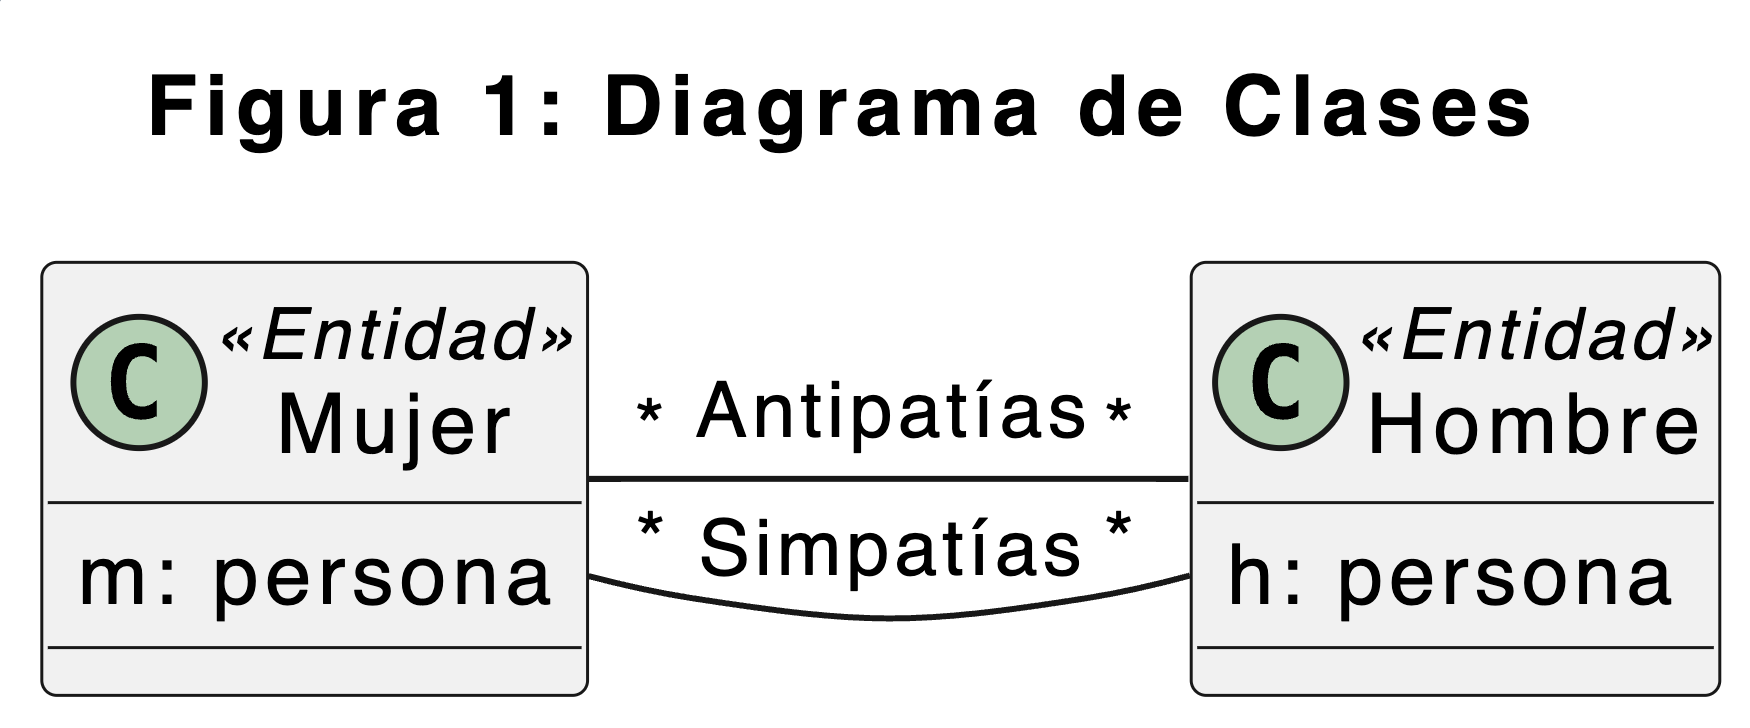 Figura 1: Diagrama de Clases
C «Entidad»
Mujer
m: persona
* Antipatías *
* Simpatías *
C «Entidad»
Hombre
h: persona